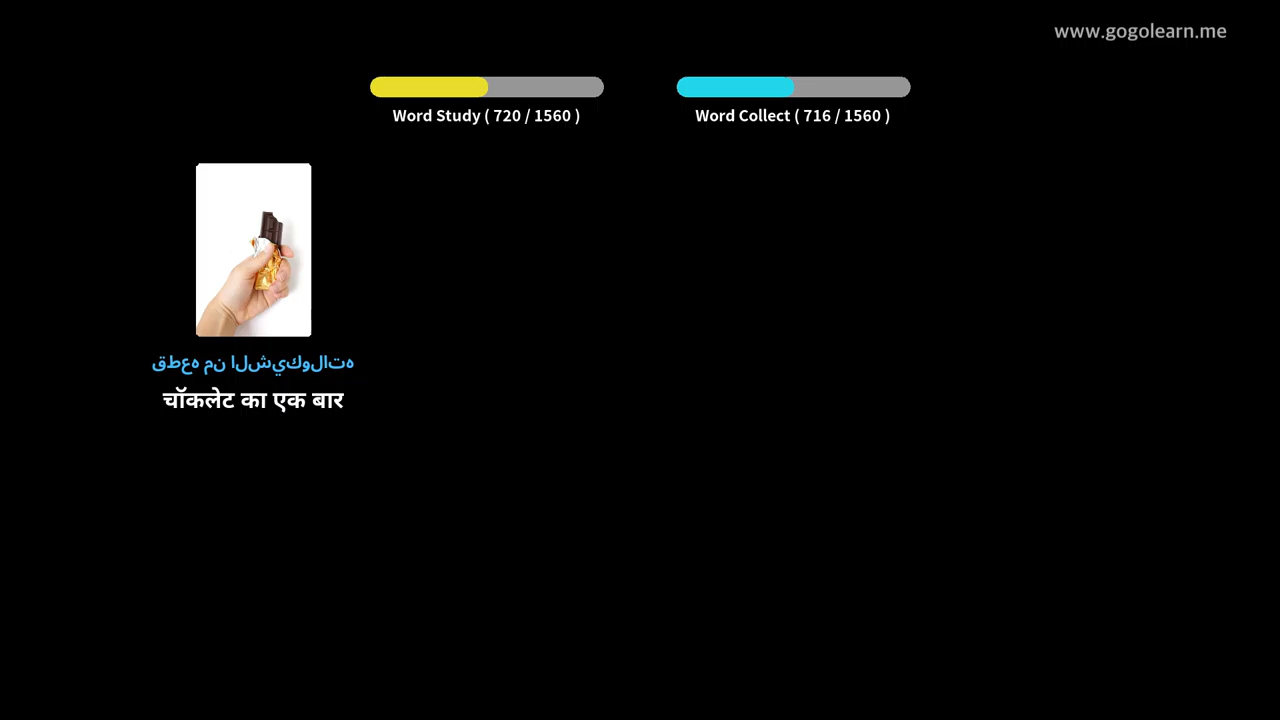 www.gogolearn.me
Word Study ( 720 / 1560 )
Word Collect ( 716 / 1560 )
قطعه من الشيكولاته
चॉकलेट का एक बार